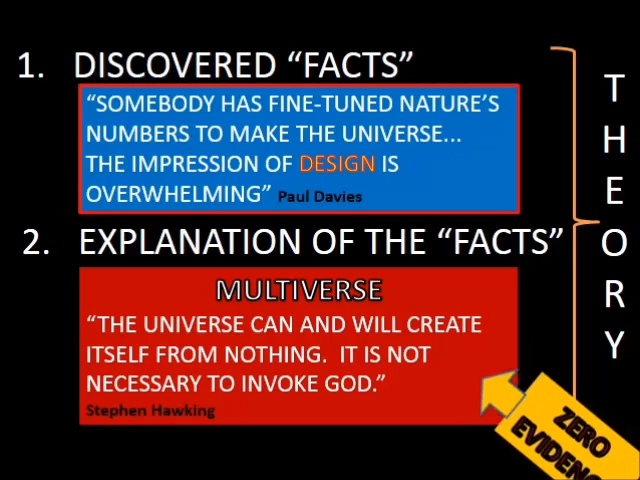 1. DISCOVERED “FACTS”
“SOMEBODY HAS FINE-TUNED NATURE’S
NUMBERS TO MAKE THE UNIVERSE...
THE IMPRESSION OF DESIGN IS
OVERWHELMING” Paul Davies
2. EXPLANATION OF THE “FACTS”
MULTIVERSE
“THE UNIVERSE CAN AND WILL CREATE
ITSELF FROM NOTHING. IT IS NOT
NECESSARY TO INVOKE GOD.”
Stephen Hawking
THEORY
ZERO